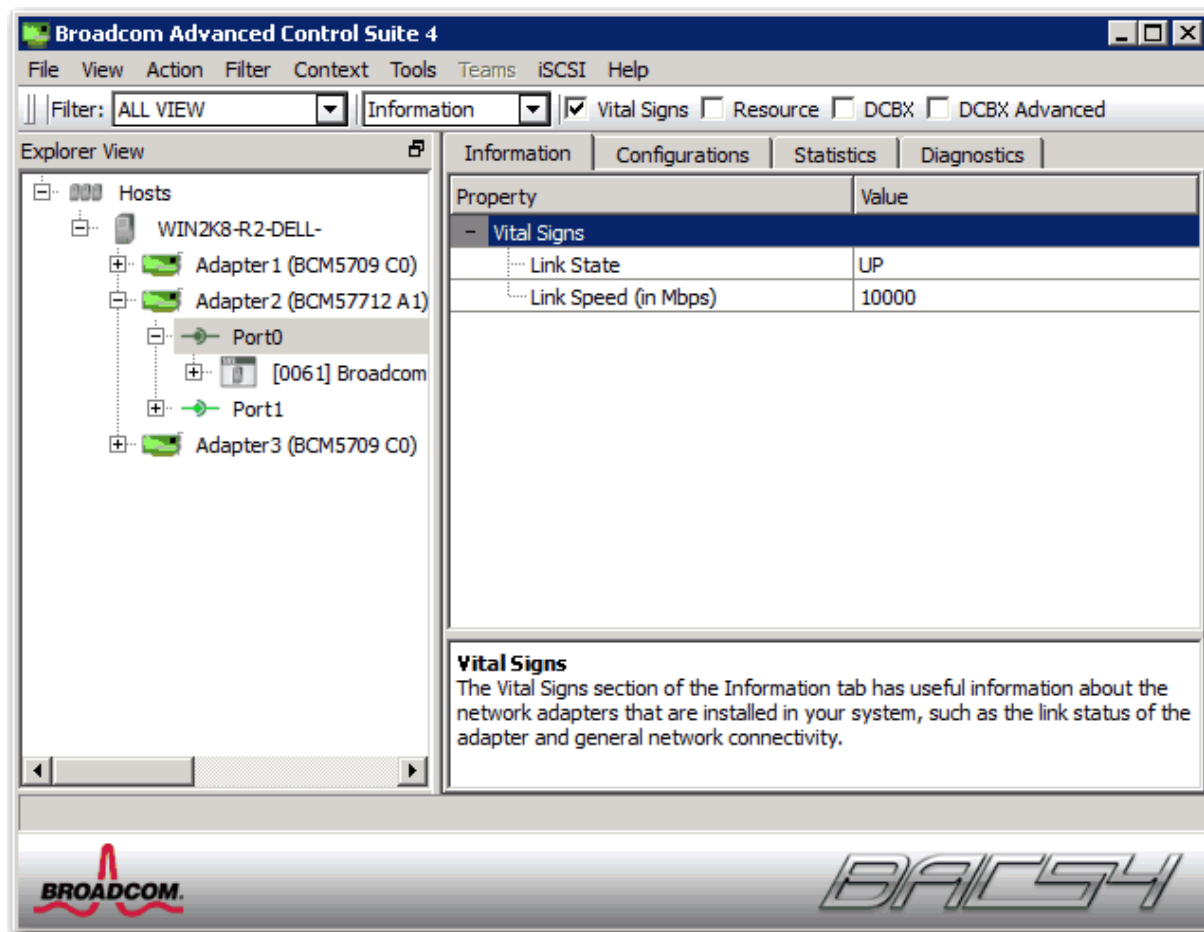 Broadcom Advanced Control Suite 4
File View Action Filter Context Tools Teams iSCSI Help
Filter: ALL VIEW Information Vital Signs Resource DCBX DCBX Advanced
Explorer View
Hosts
WIN2K8-R2-DELL-
Adapter1 (BCM5709 C0)
Adapter2 (BCM57712 A1)
Port0
[0061] Broadcom
Port1
Adapter3 (BCM5709 C0)
Information Configurations Statistics Diagnostics
Property Value
Vital Signs
Link State UP
Link Speed (in Mbps) 10000
Vital Signs
The Vital Signs section of the Information tab has useful information about the
network adapters that are installed in your system, such as the link status of the
adapter and general network connectivity.
BROADCOM.
BACS4